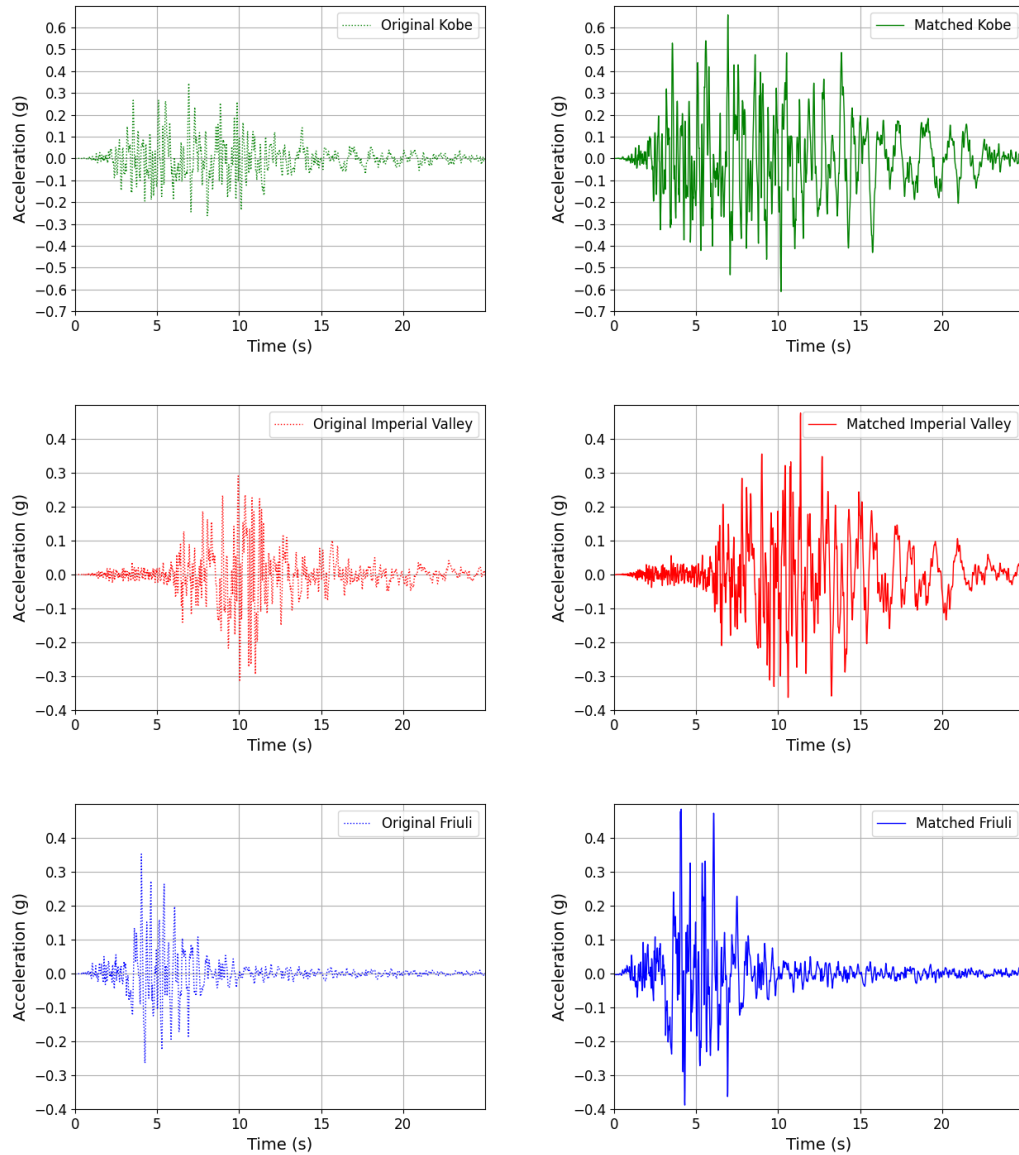 Original Kobe
Acceleration (g)
0.6
0.5
0.4
0.3
0.2
0.1
0.0
−0.1
−0.2
−0.3
−0.4
−0.5
−0.6
−0.7
0 5 10 15 20
Time (s)
Matched Kobe
Acceleration (g)
0.6
0.5
0.4
0.3
0.2
0.1
0.0
−0.1
−0.2
−0.3
−0.4
−0.5
−0.6
−0.7
0 5 10 15 20
Time (s)
Original Imperial Valley
Acceleration (g)
0.4
0.3
0.2
0.1
0.0
−0.1
−0.2
−0.3
−0.4
0 5 10 15 20
Time (s)
Matched Imperial Valley
Acceleration (g)
0.4
0.3
0.2
0.1
0.0
−0.1
−0.2
−0.3
−0.4
0 5 10 15 20
Time (s)
Original Friuli
Acceleration (g)
0.4
0.3
0.2
0.1
0.0
−0.1
−0.2
−0.3
−0.4
0 5 10 15 20
Time (s)
Matched Friuli
Acceleration (g)
0.4
0.3
0.2
0.1
0.0
−0.1
−0.2
−0.3
−0.4
0 5 10 15 20
Time (s)